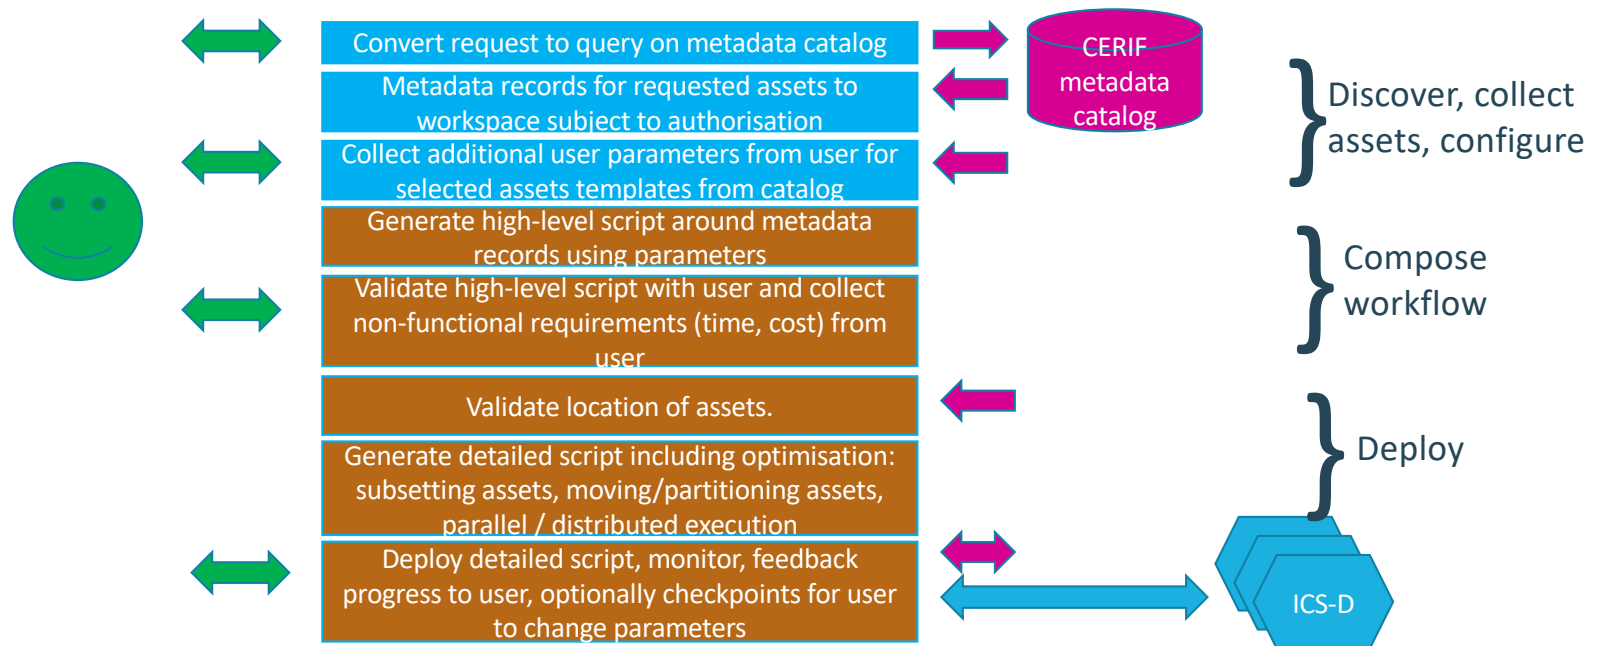 Convert request to query on metadata catalog
Metadata records for requested assets to
workspace subject to authorisation
Collect additional user parameters from user for
selected assets templates from catalog
Generate high-level script around metadata
records using parameters
Validate high-level script with user and collect
non-functional requirements (time, cost) from
user
Validate location of assets.
Generate detailed script including optimisation:
subsetting assets, moving/partitioning assets,
parallel / distributed execution
Deploy detailed script, monitor, feedback
progress to user, optionally checkpoints for user
to change parameters
CERIF
metadata
catalog
Discover, collect
assets, configure
Compose
workflow
Deploy
ICS-D